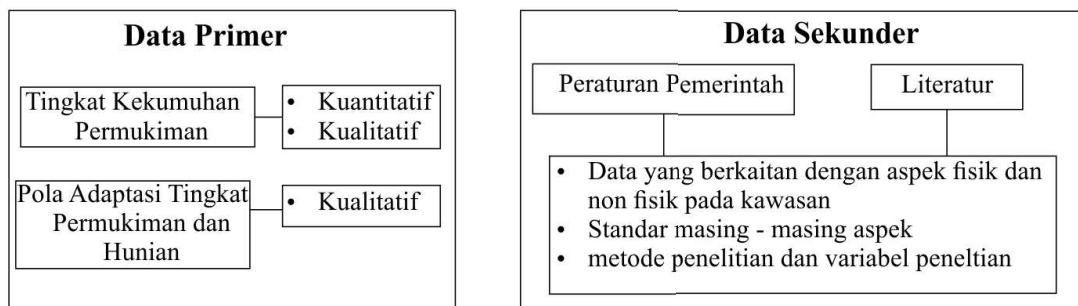 Data Primer
Tingkat Kekumuhan
Permukiman
• Kuantitatif
• Kualitatif
Pola Adaptasi Tingkat
Permukiman dan
Hunian
• Kualitatif
Data Sekunder
Peraturan Pemerintah
Literatur
• Data yang berkaitan dengan aspek fisik dan
non fisik pada kawasan
• Standar masing - masing aspek
• metode penelitian dan variabel peneltian